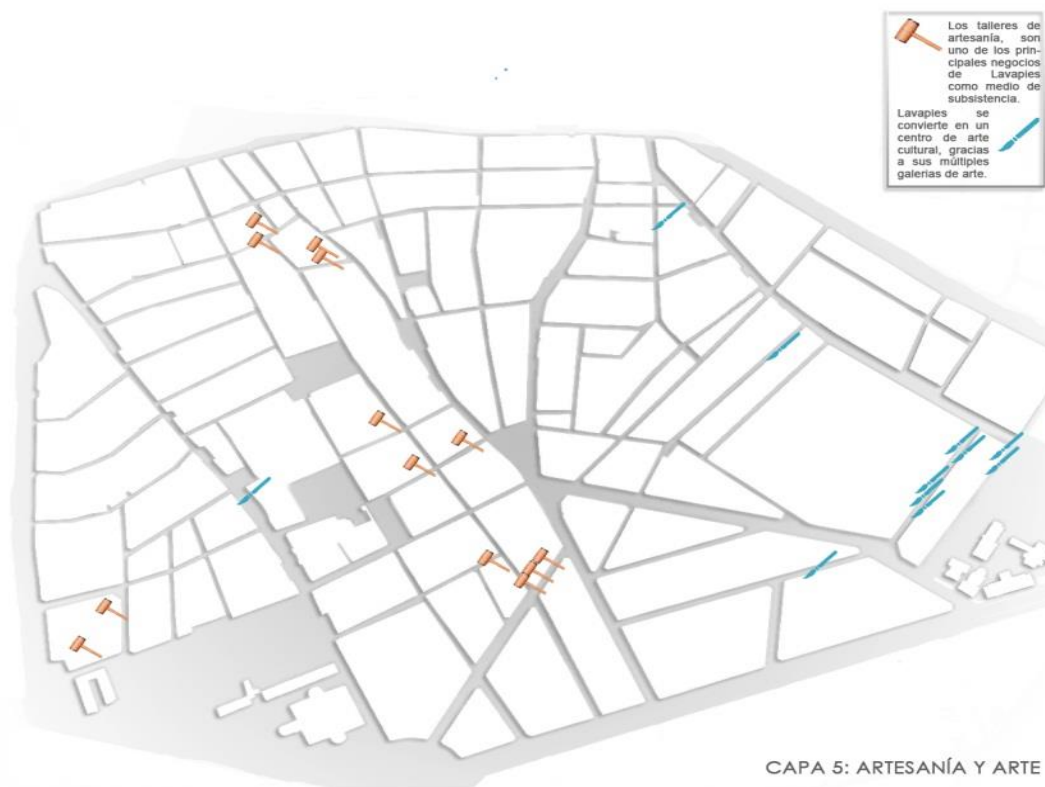 Los talleres de
artesanía, son
uno de los prin-
cipales negocios
de Lavapies
como medio de
subsistencia.
Lavapies se
convierte en un
centro de arte
cultural, gracias
a sus múltiples
galerias de arte.
CAPA 5: ARTESANÍA Y ARTE